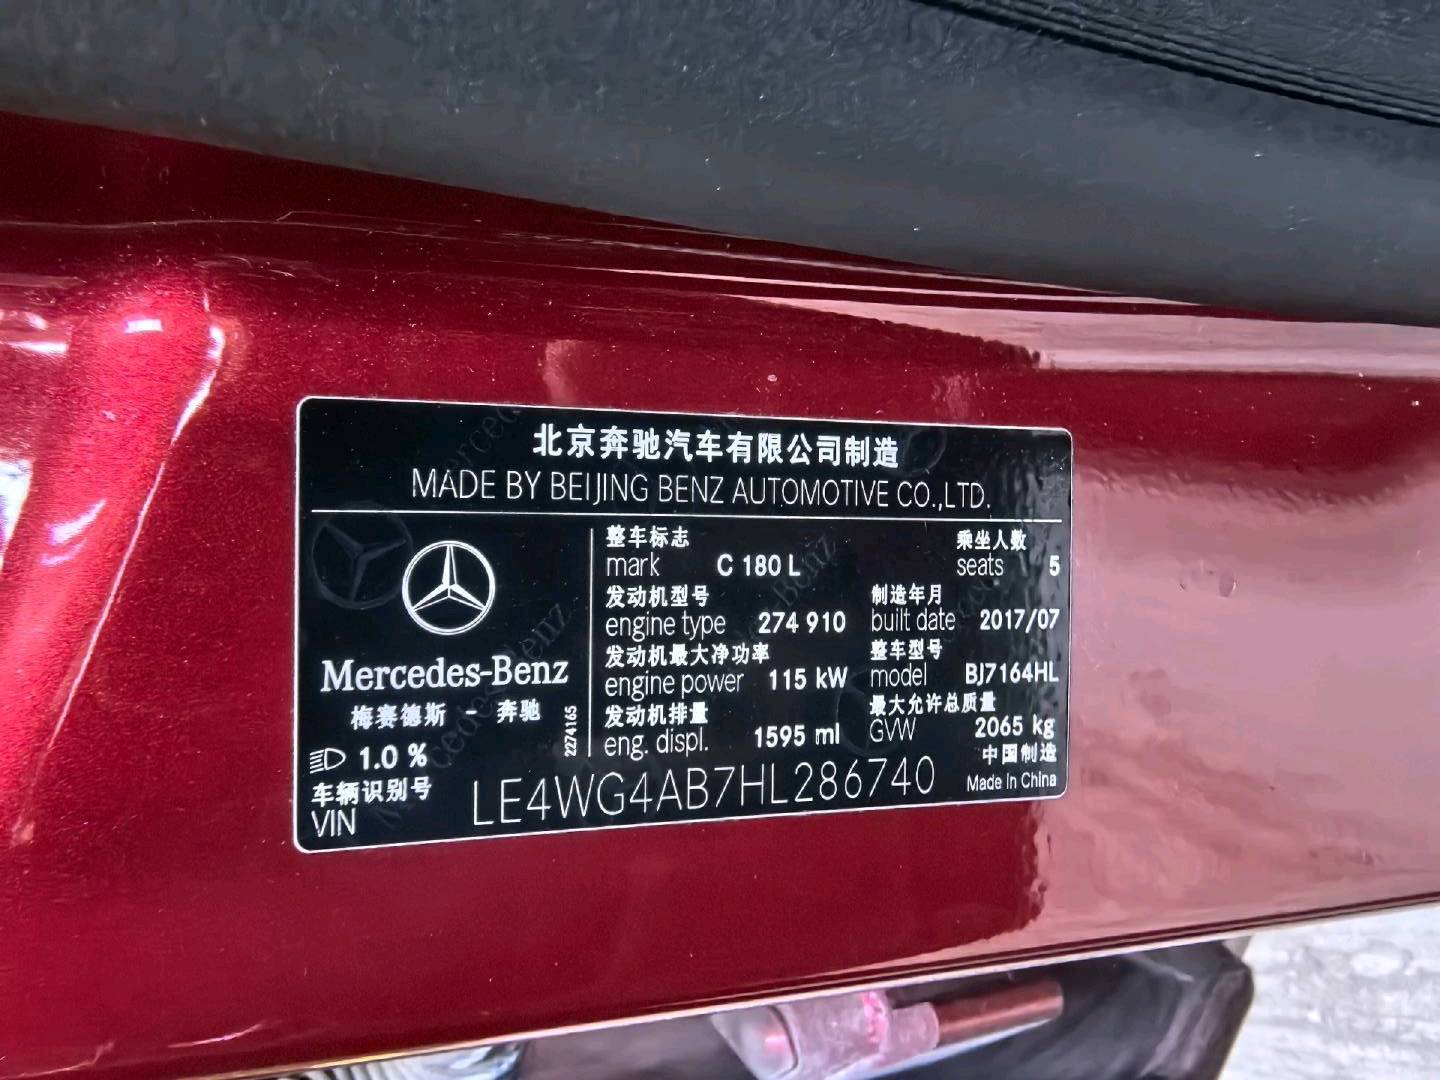 北京奔驰汽车有限公司制造
MADE BY BEIJING BENZ AUTOMOTIVE CO.,LTD.
Mercedes-Benz
梅赛德斯 - 奔驰
1.0 %
2274165
整车标志 乘坐人数
mark C 180 L seats 5
发动机型号 制造年月
engine type 274 910 built date 2017/07
发动机最大净功率 整车型号
engine power 115 kW model BJ7164HL
发动机排量 最大允许总质量
eng. displ. 1595 ml GVW 2065 kg
中国制造
Made In China
车辆识别号
VIN LE4WG4AB7HL286740